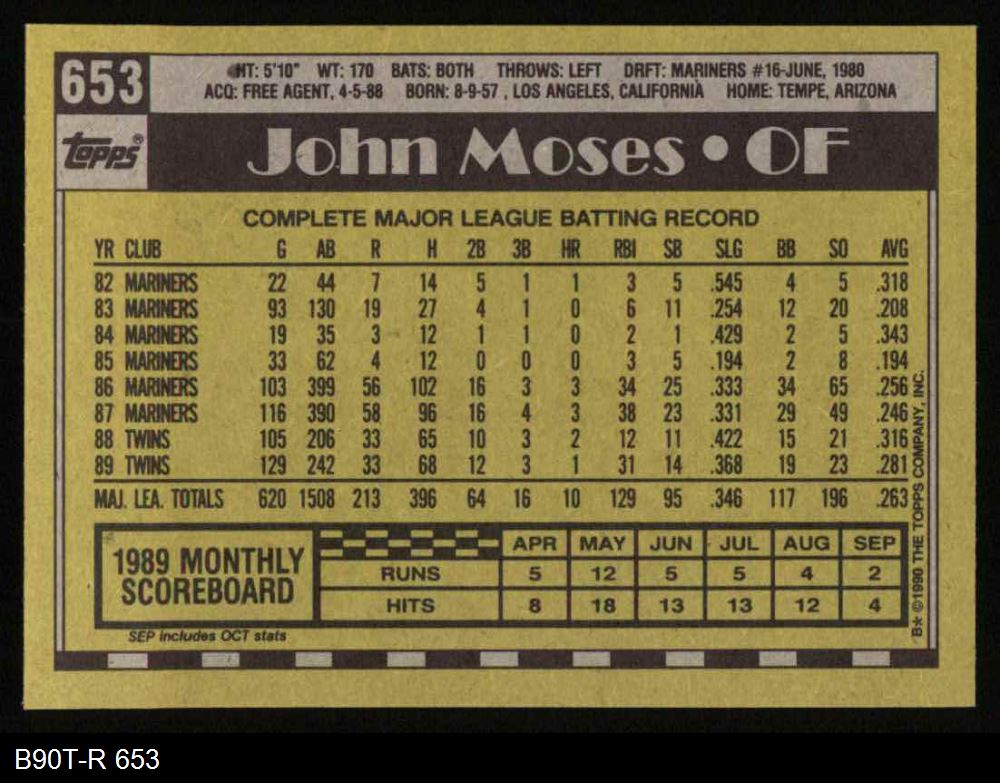 653
HT: 5'10" WT: 170 BATS: BOTH THROWS: LEFT DRFT: MARINERS #16-JUNE, 1980
ACQ: FREE AGENT, 4-5-88 BORN: 8-9-57 , LOS ANGELES, CALIFORNIA HOME: TEMPE, ARIZONA
Topps®
John Moses • OF
COMPLETE MAJOR LEAGUE BATTING RECORD
YR CLUB G AB R H 2B 3B HR RBI SB SLG BB SO AVG
82 MARINERS 22 44 7 14 5 1 1 3 5 .545 4 5 .318
83 MARINERS 93 130 19 27 4 1 0 6 11 .254 12 20 .208
84 MARINERS 19 35 3 12 1 1 0 2 1 .429 2 5 .343
85 MARINERS 33 62 4 12 0 0 0 3 5 .194 2 8 .194
86 MARINERS 103 399 56 102 16 3 3 34 25 .333 34 65 .256
87 MARINERS 116 390 58 96 16 4 3 38 23 .331 29 49 .246
88 TWINS 105 206 33 65 10 3 2 12 11 .422 15 21 .316
89 TWINS 129 242 33 68 12 3 1 31 14 .368 19 23 .281
MAJ. LEA. TOTALS 620 1508 213 396 64 16 10 129 95 .346 117 196 .263
1989 MONTHLY
SCOREBOARD
APR MAY JUN JUL AUG SEP
RUNS 5 12 5 5 4 2
HITS 8 18 13 13 12 4
SEP includes OCT stats
B* ©1990 THE TOPPS COMPANY, INC.
B90T-R 653